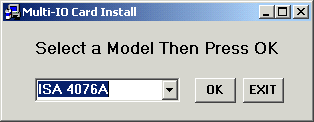 Multi-IO Card Install
Select a Model Then Press OK
ISA 4076A
OK
EXIT